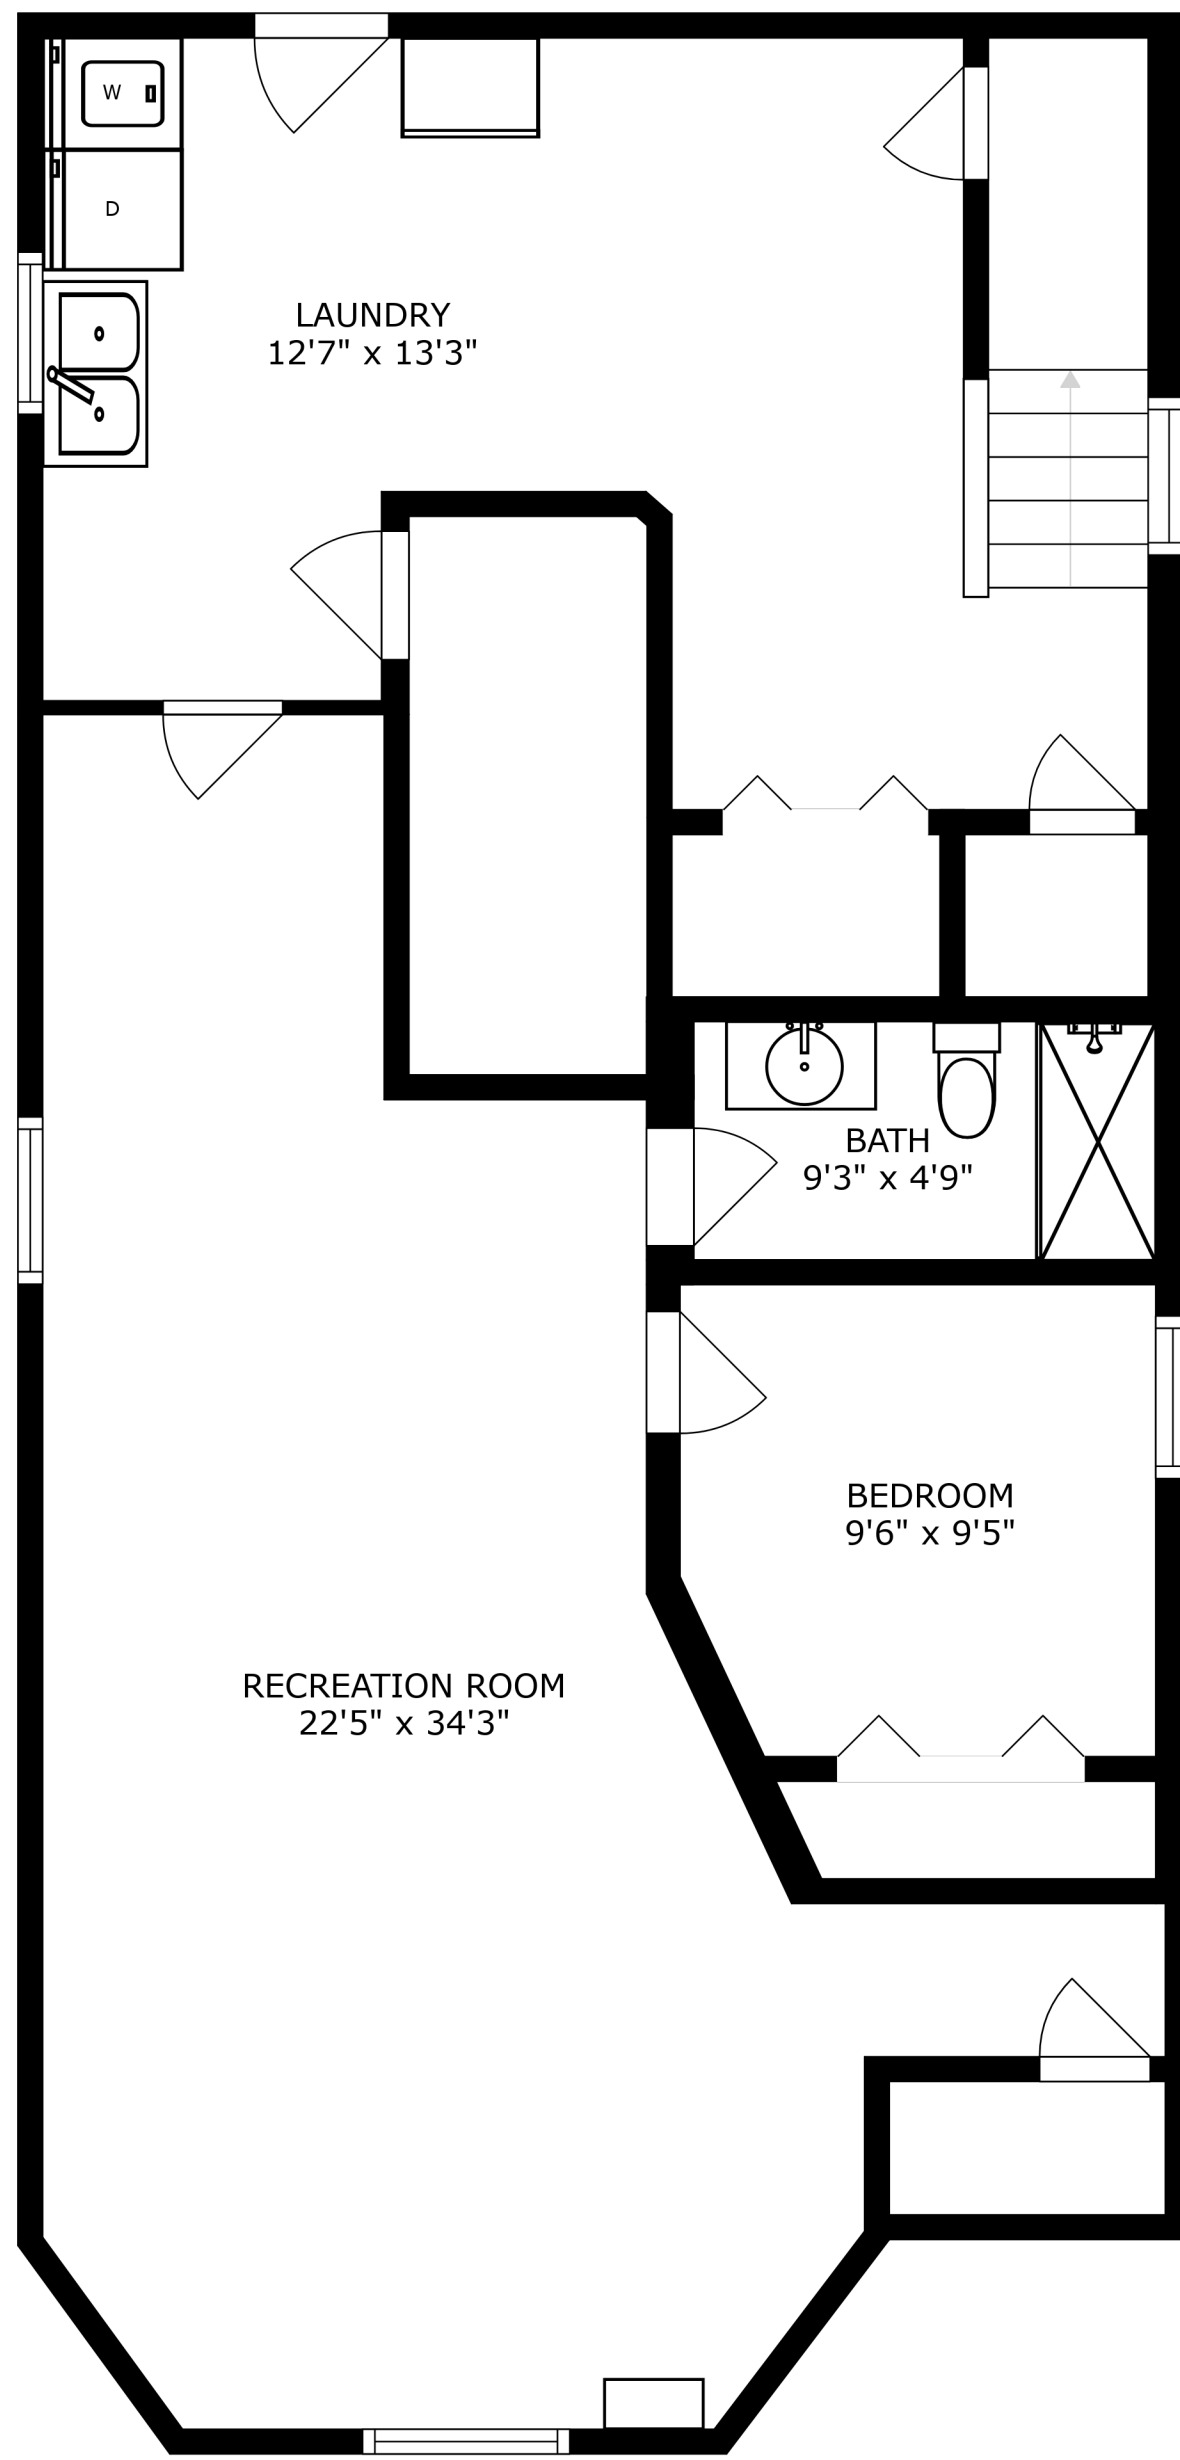 W
D
LAUNDRY
12'7" x 13'3"
BATH
9'3" x 4'9"
BEDROOM
9'6" x 9'5"
RECREATION ROOM
22'5" x 34'3"